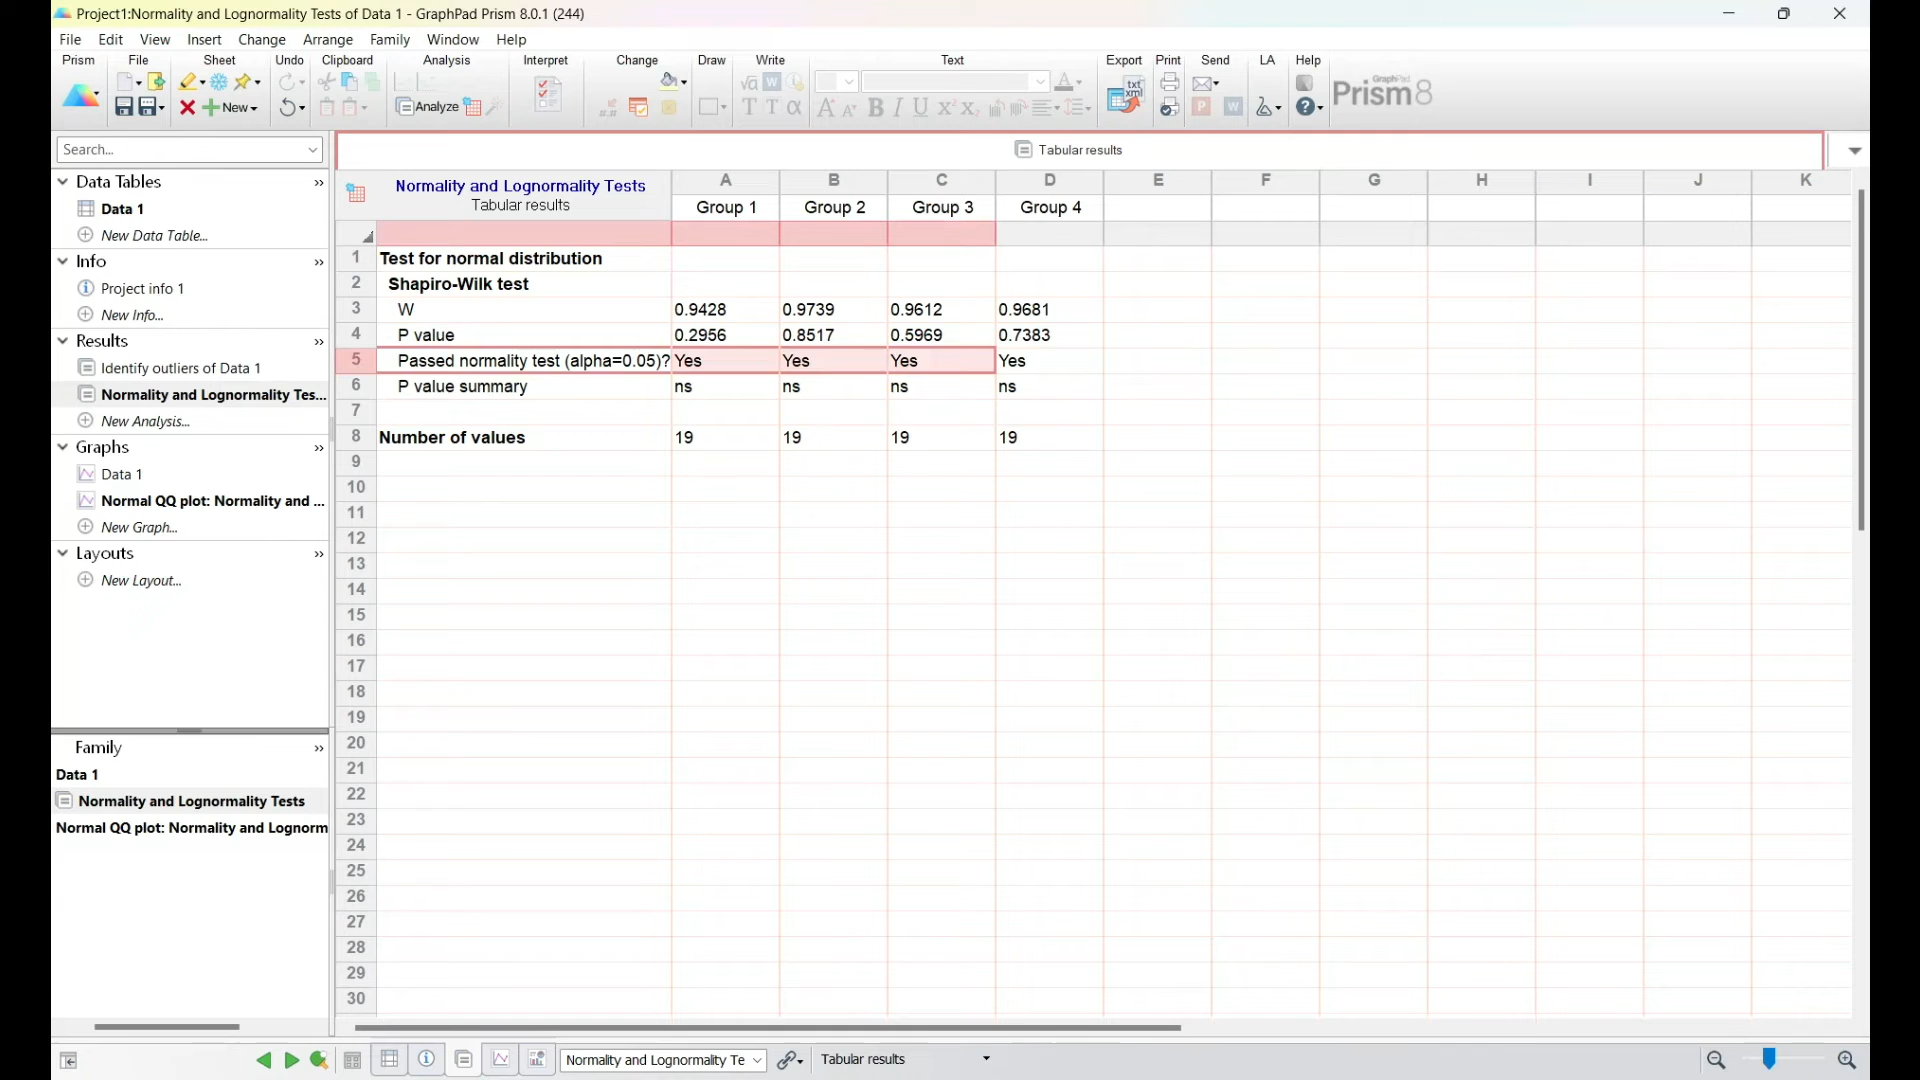 Project1:Normality and Lognormality Tests of Data 1 - GraphPad Prism 8.0.1 (244)
File Edit View Insert Change Arrange Family Window Help
Prism File Sheet Undo Clipboard Analysis Interpret Change Draw Write Text Export Print Send LA Help
New Analyze
GraphPad
Prism8
Search...
Tabular results
Data Tables
Data 1
New Data Table...
Info
Project info 1
New Info...
Results
Identify outliers of Data 1
Normality and Lognormality Tes...
New Analysis...
Graphs
Data 1
Normal QQ plot: Normality and ...
New Graph...
Layouts
New Layout...
Family
Data 1
Normality and Lognormality Tests
Normal QQ plot: Normality and Lognorm
Normality and Lognormality Tests
Tabular results
A B C D E F G H I J K
Group 1 Group 2 Group 3 Group 4
1 Test for normal distribution
2 Shapiro-Wilk test
3 W 0.9428 0.9739 0.9612 0.9681
4 P value 0.2956 0.8517 0.5969 0.7383
5 Passed normality test (alpha=0.05)? Yes Yes Yes Yes
6 P value summary ns ns ns ns
7
8 Number of values 19 19 19 19
9
10
11
12
13
14
15
16
17
18
19
20
21
22
23
24
25
26
27
28
29
30
Normality and Lognormality Te Tabular results